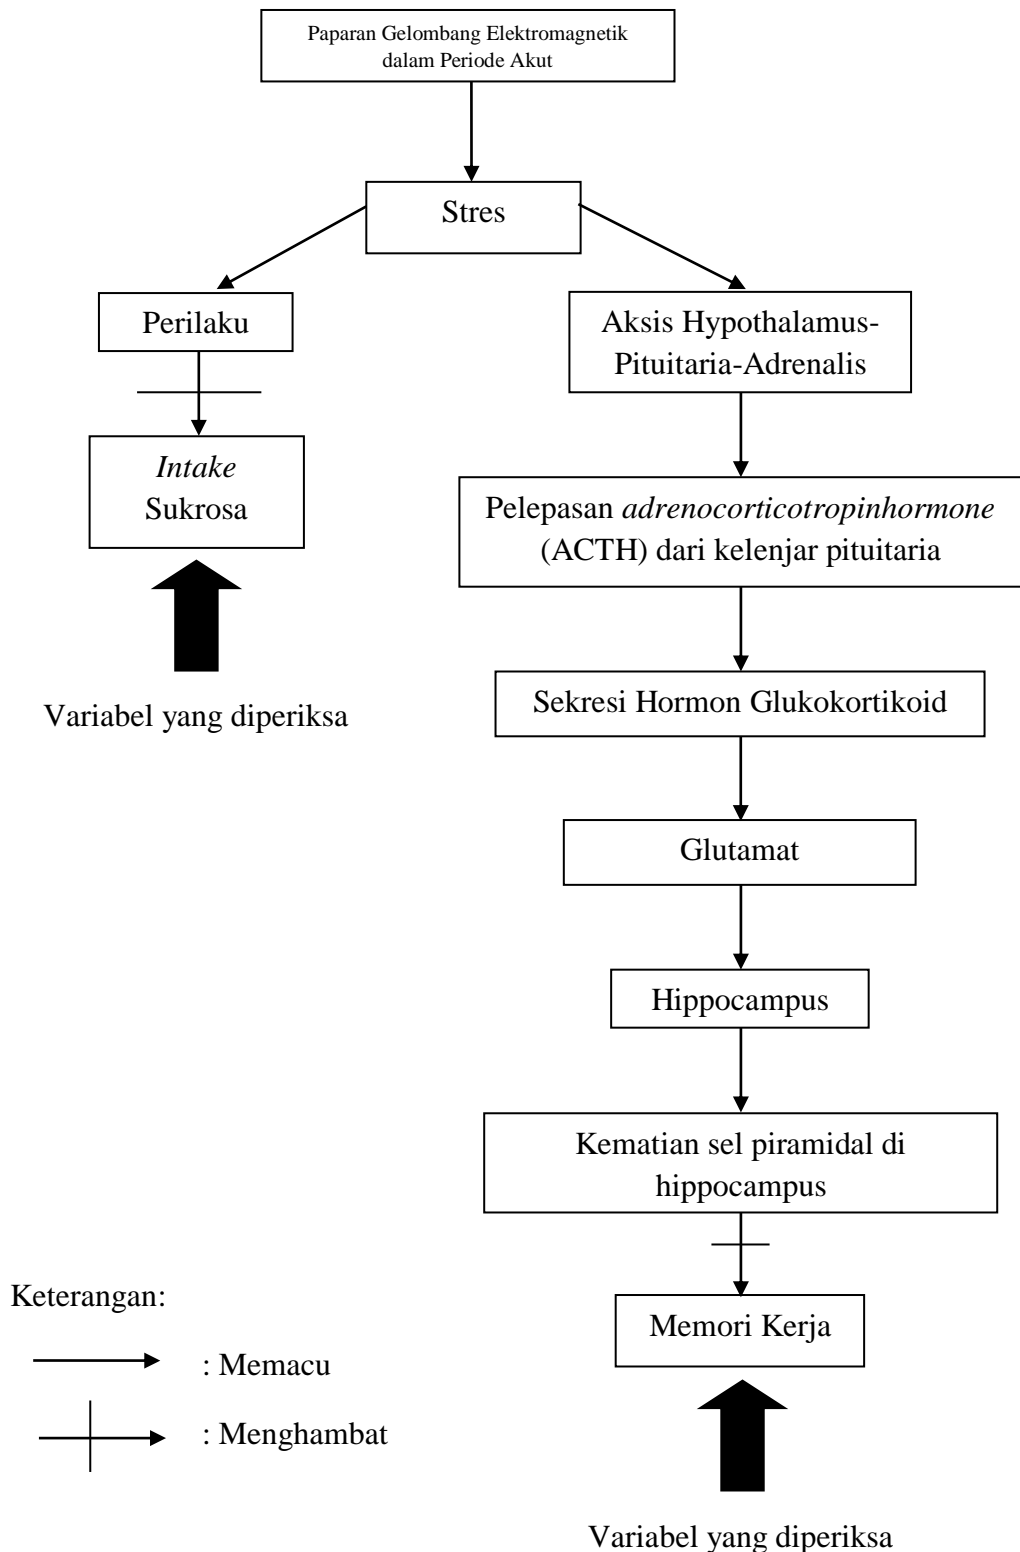 Paparan Gelombang Elektromagnetik
dalam Periode Akut
Stres
Perilaku
Aksis Hypothalamus-
Pituitaria-Adrenalis
Intake
Sukrosa
Pelepasan adrenocorticotropinhormone
(ACTH) dari kelenjar pituitaria
Variabel yang diperiksa
Sekresi Hormon Glukokortikoid
Glutamat
Hippocampus
Kematian sel piramidal di
hippocampus
Memori Kerja
Keterangan:
: Memacu
: Menghambat
Variabel yang diperiksa